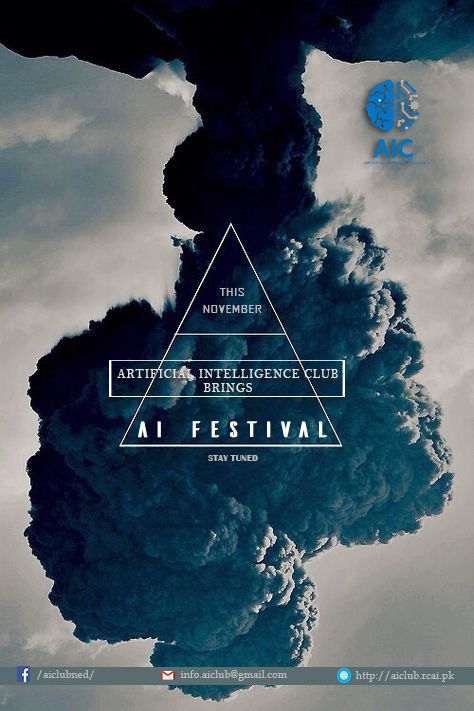 AIC
THIS
NOVEMBER
ARTIFICIAL INTELLIGENCE CLUB
BRINGS
AI FESTIVAL
STAY TUNED
/aiclubned/
info.aiclub@gmail.com
http://aiclub.rcai.pk